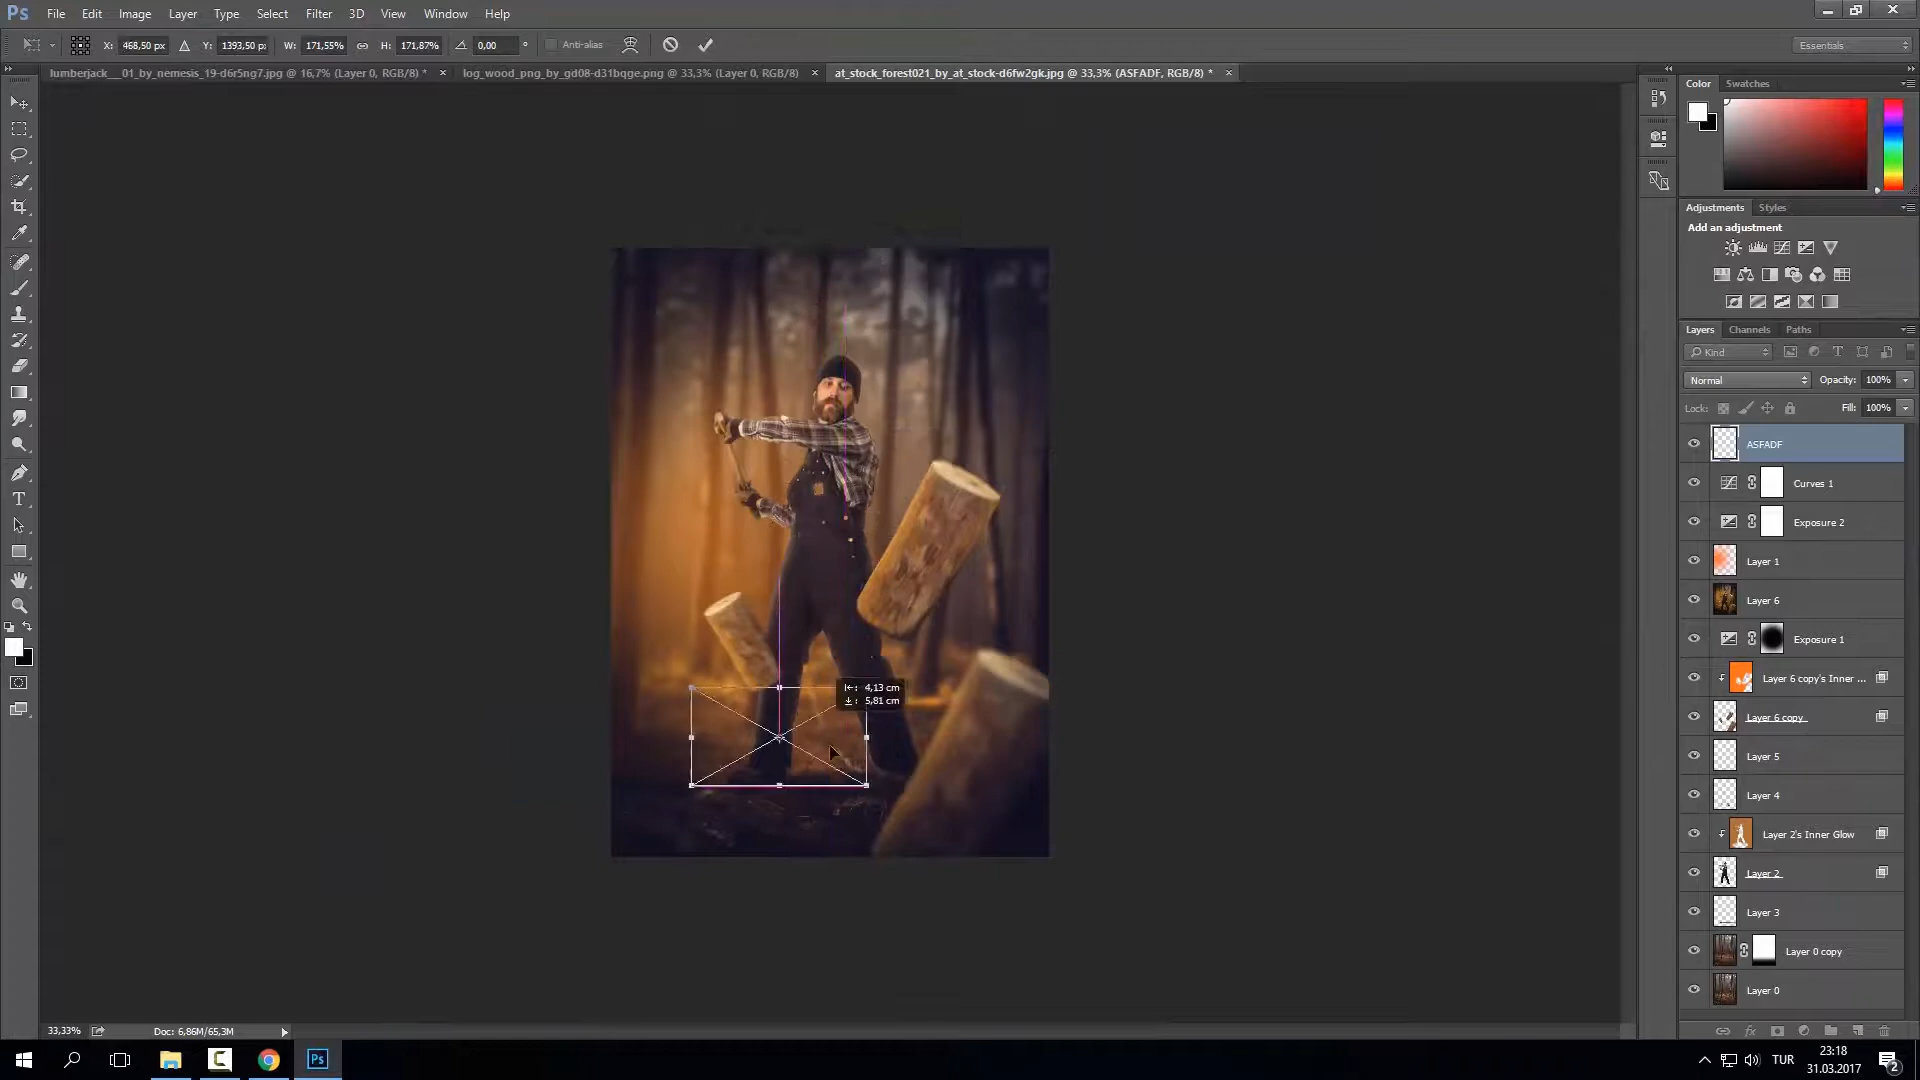 Ps File Edit Image Layer Type Select Filter 3D View Window Help
X: 468,50 px Y: 1393,50 px W: 171,55% H: 171,87% 0,00 ° Anti-alias Essentials
lumberjack___01_by_nemesis_19-d6r5ng7.jpg @ 16,7% (Layer 0, RGB/8) * × log_wood_png_by_gd08-d31bqge.png @ 33,3% (Layer 0, RGB/8) × at_stock_forest021_by_at_stock-d6fw2gk.jpg @ 33,3% (ASFADF, RGB/8) * ×
Color Swatches
Adjustments Styles
Add an adjustment
Layers Channels Paths
Kind
Normal Opacity: 100%
Lock: Fill: 100%
ASFADF
Curves 1
Exposure 2
Layer 1
Layer 6
Exposure 1
Layer 6 copy's Inner ...
Layer 6 copy
Layer 5
Layer 4
Layer 2's Inner Glow
Layer 2
Layer 3
Layer 0 copy
Layer 0
4,13 cm
5,81 cm
33,33% Doc: 6,86M/65,3M
Ps TUR 23:18
31.03.2017 2